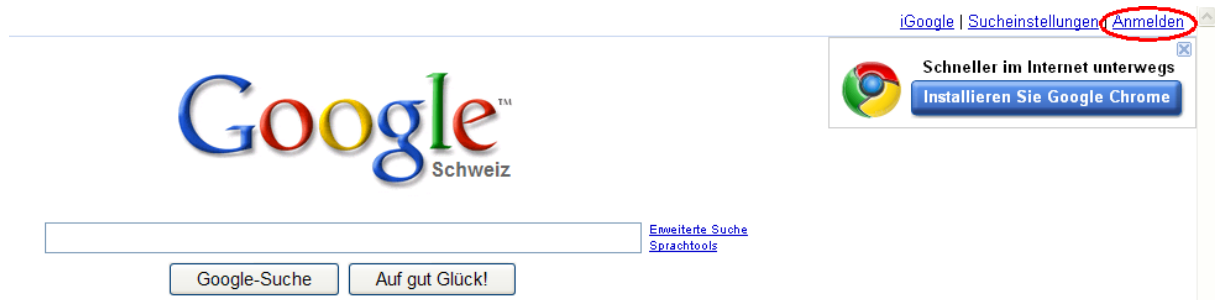 iGoogle | Sucheinstellungen | Anmelden
Schneller im Internet unterwegs
Installieren Sie Google Chrome
Google™
Schweiz
Erweiterte Suche
Sprachtools
Google-Suche
Auf gut Glück!